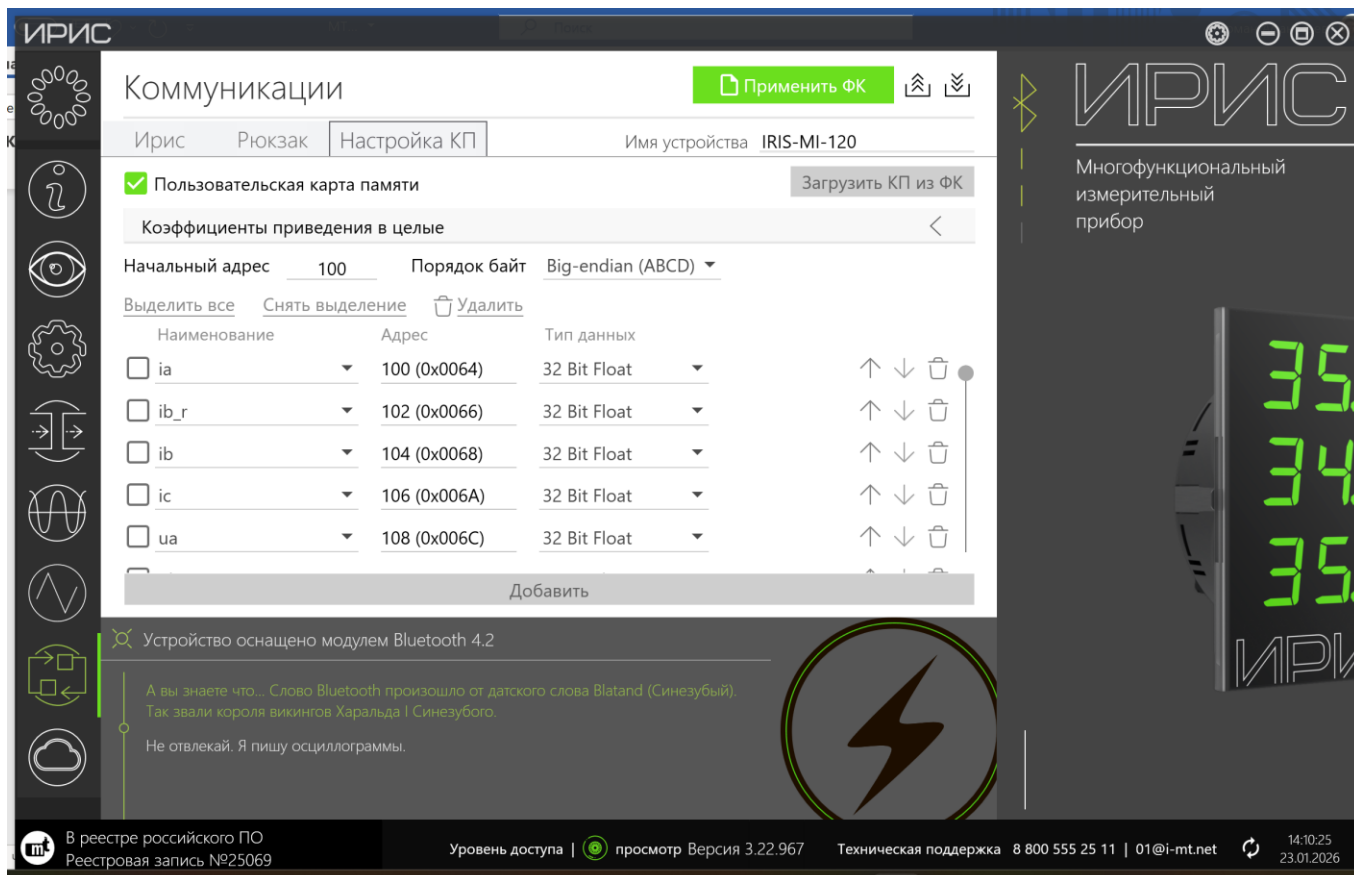 ИРИС
Поиск
Коммуникации
Применить ФК
Ирис Рюкзак Настройка КП Имя устройства IRIS-MI-120
Пользовательская карта памяти Загрузить КП из ФК
Коэффициенты приведения в целые
Начальный адрес 100 Порядок байт Big-endian (ABCD)
Выделить все Снять выделение Удалить
Наименование Адрес Тип данных
ia 100 (0x0064) 32 Bit Float
ib_r 102 (0x0066) 32 Bit Float
ib 104 (0x0068) 32 Bit Float
ic 106 (0x006A) 32 Bit Float
ua 108 (0x006C) 32 Bit Float
Добавить
Устройство оснащено модулем Bluetooth 4.2
А вы знаете что... Слово Bluetooth произошло от датского слова Blatand (Синезубый).
Так звали короля викингов Харальда I Синезубого.
Не отвлекай. Я пишу осциллограммы.
ИРИС
Многофункциональный
измерительный
прибор
35.
34.
35.
В реестре российского ПО
Реестровая запись №25069
Уровень доступа | просмотр Версия 3.22.967 Техническая поддержка 8 800 555 25 11 | 01@i-mt.net
14:10:25
23.01.2026